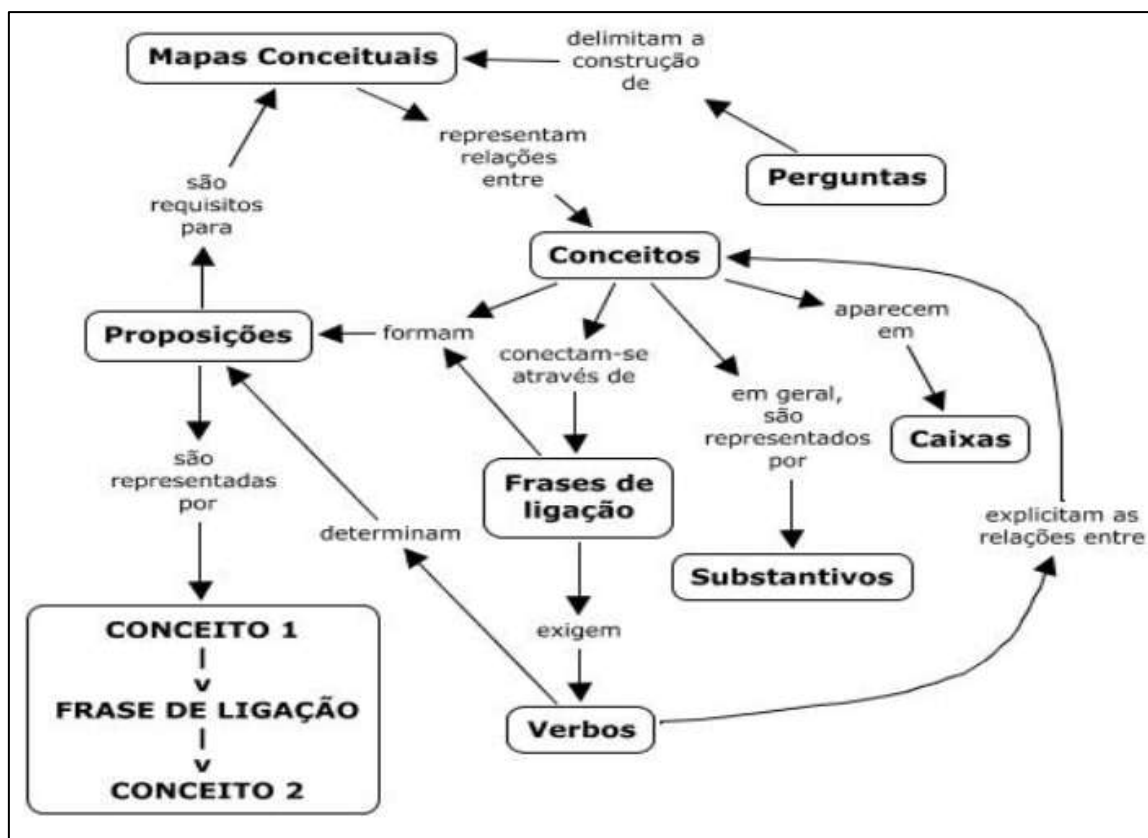 Mapas Conceituais
delimitam a
construção
de
Perguntas
representam
relações
entre
são
requisitos
para
Conceitos
Proposições
formam
conectam-se
através de
aparecem
em
em geral,
são
representados
por
Caixas
são
representadas
por
Frases de
ligação
determinam
explicitam as
relações entre
Substantivos
exigem
Verbos
CONCEITO 1
|
v
FRASE DE LIGAÇÃO
|
v
CONCEITO 2